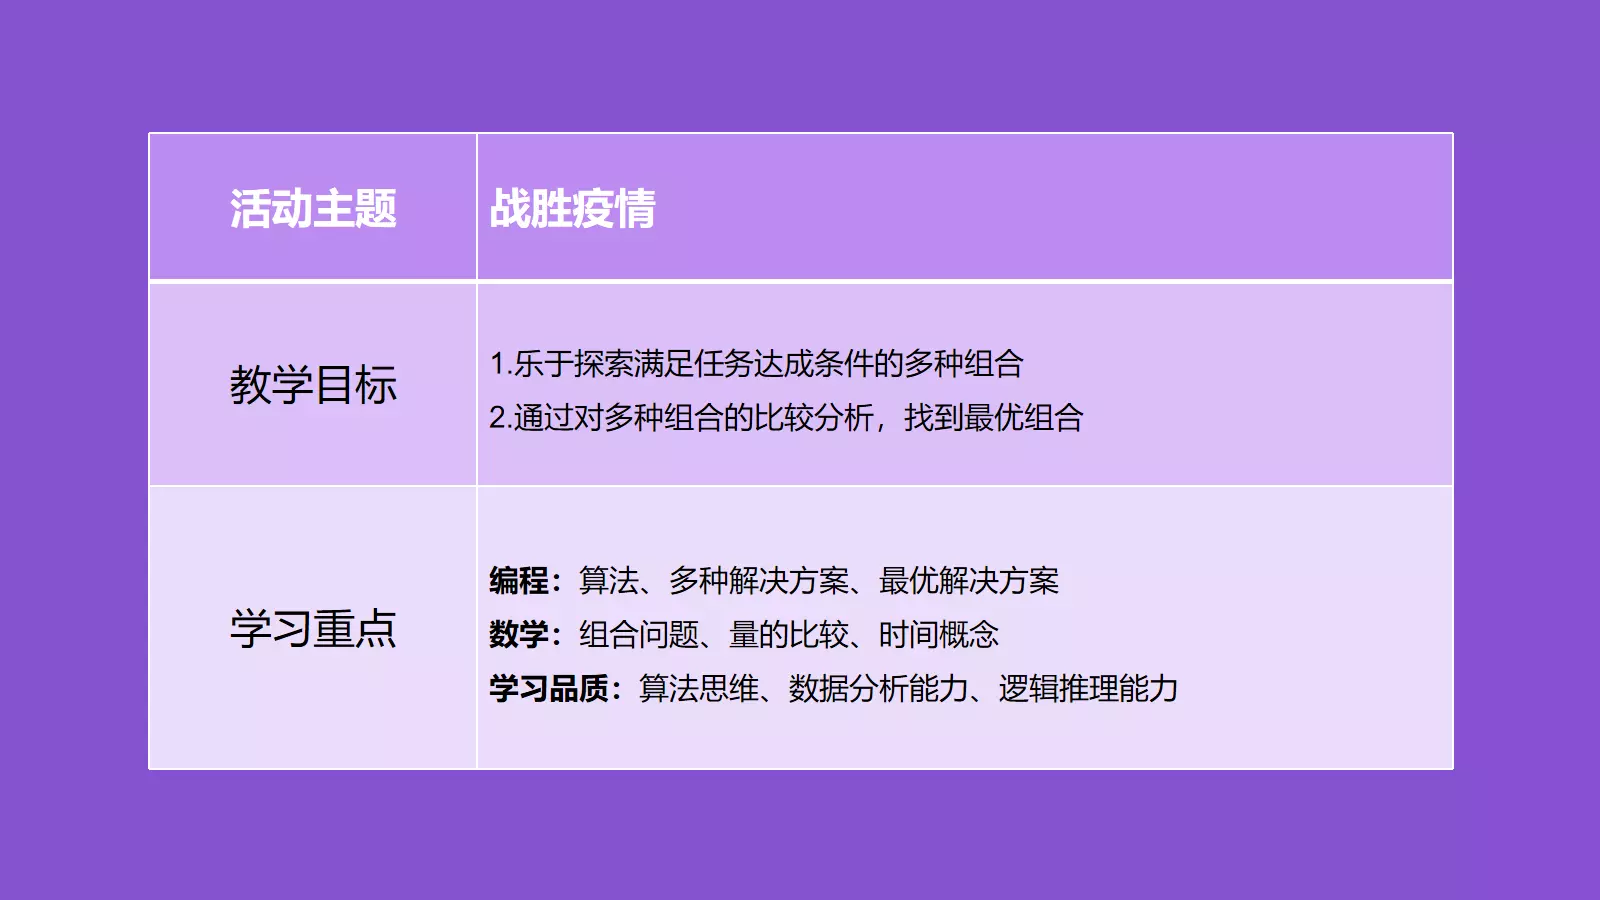 活动主题
战胜疫情
教学目标
1.乐于探索满足任务达成条件的多种组合
2.通过对多种组合的比较分析，找到最优组合
学习重点
编程：算法、多种解决方案、最优解决方案
数学：组合问题、量的比较、时间概念
学习品质：算法思维、数据分析能力、逻辑推理能力